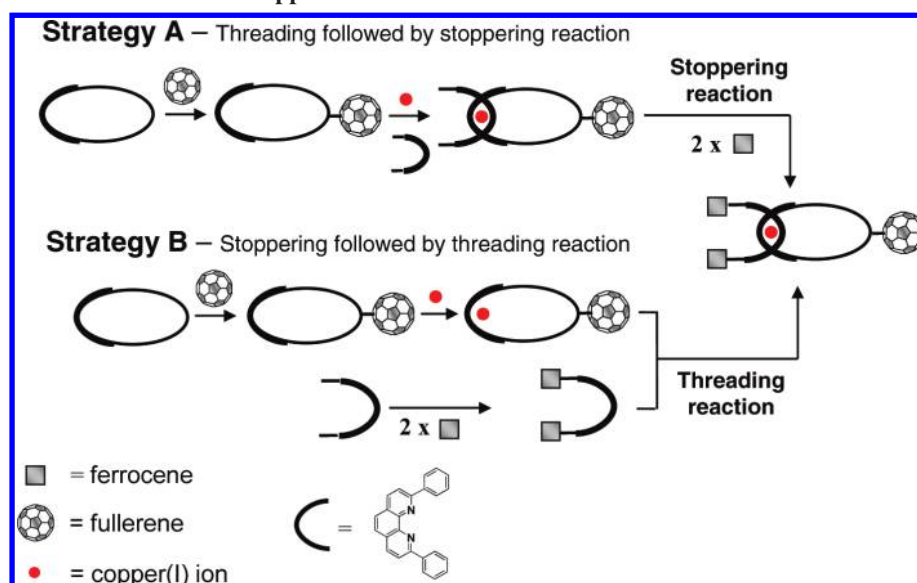 Strategy A – Threading followed by stoppering reaction
Stoppering
reaction
2 x
Strategy B – Stoppering followed by threading reaction
Threading
reaction
2 x
= ferrocene
= fullerene
=
N
N
= copper(I) ion